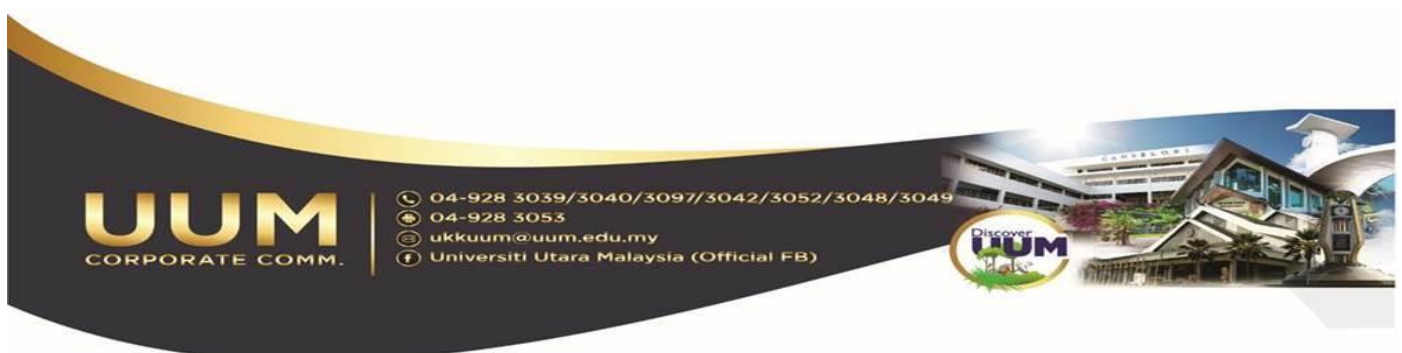 UUM
CORPORATE COMM.
04-928 3039/3040/3097/3042/3052/3048/3049
04-928 3053
ukkuum@uum.edu.my
Universiti Utara Malaysia (Official FB)
Discover
UUM
CANSELORI